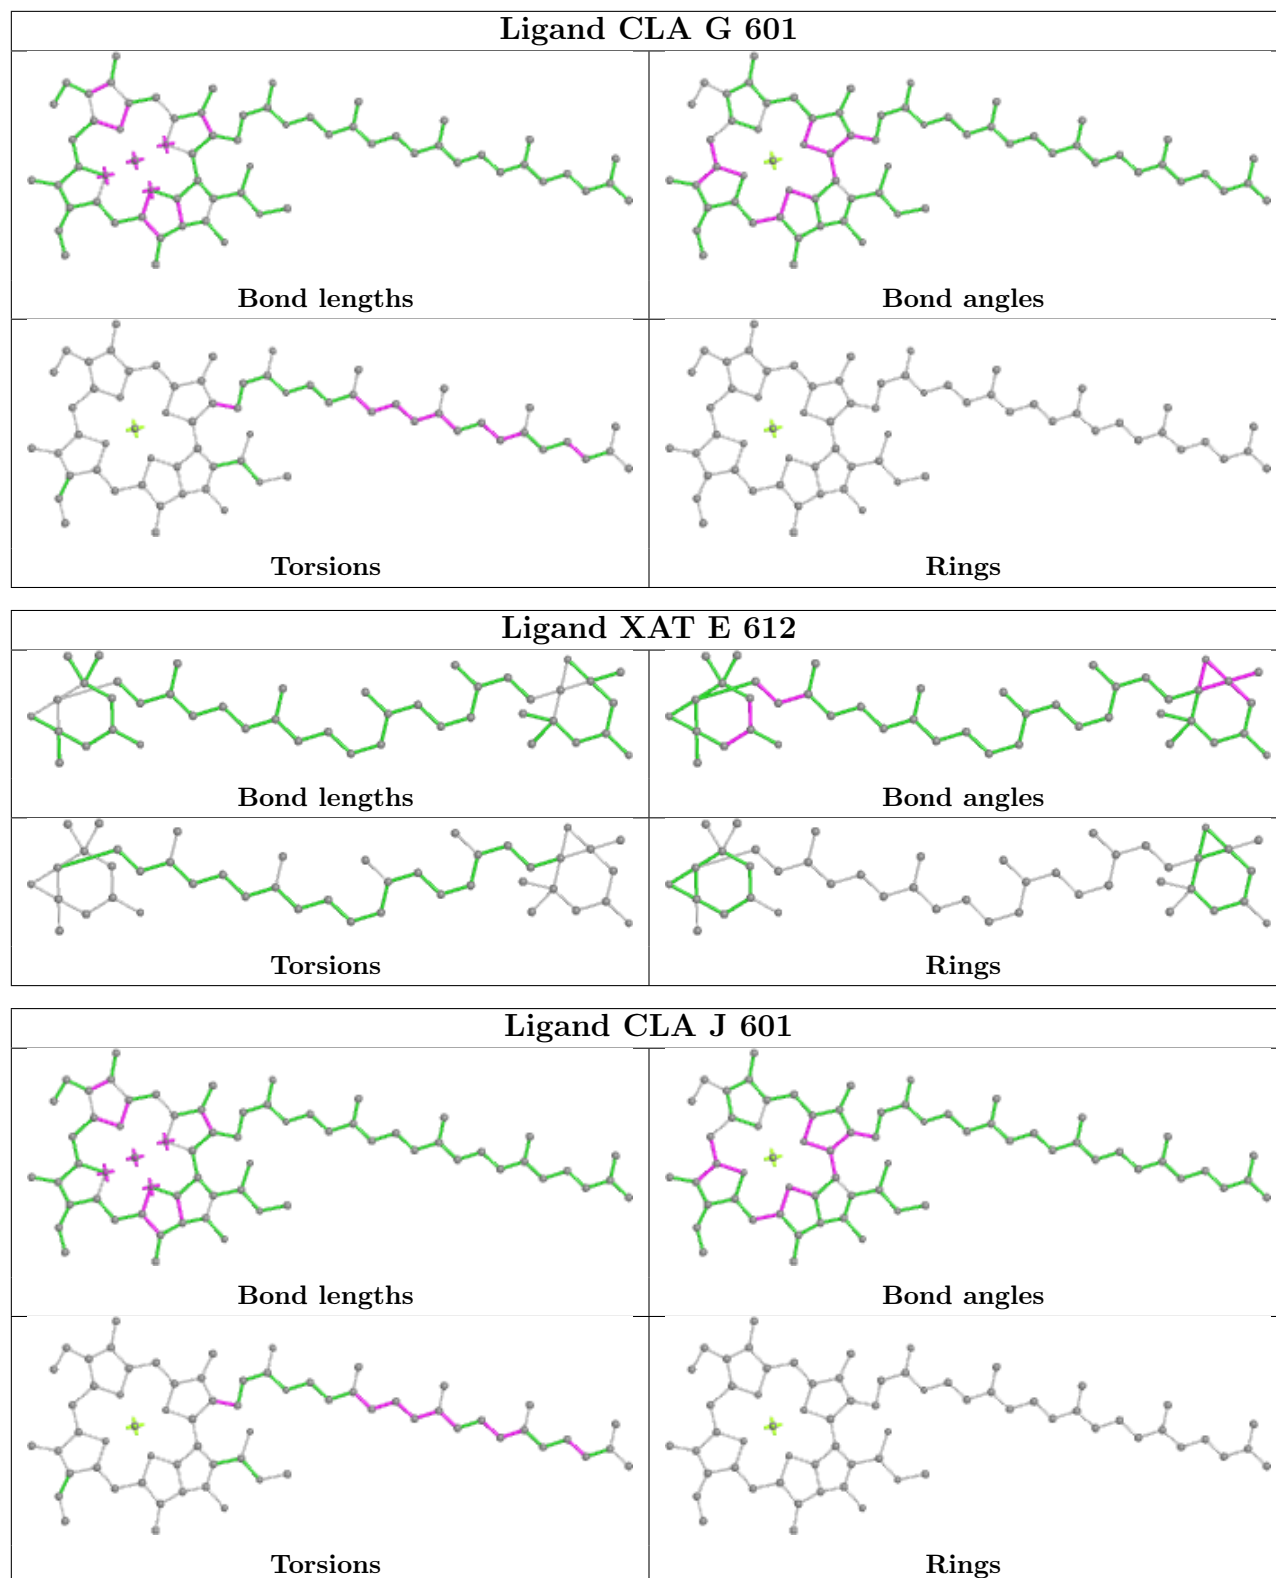 Ligand CLA G 601
Bond lengths
Bond angles
Torsions
Rings
Ligand XAT E 612
Bond lengths
Bond angles
Torsions
Rings
Ligand CLA J 601
Bond lengths
Bond angles
Torsions
Rings